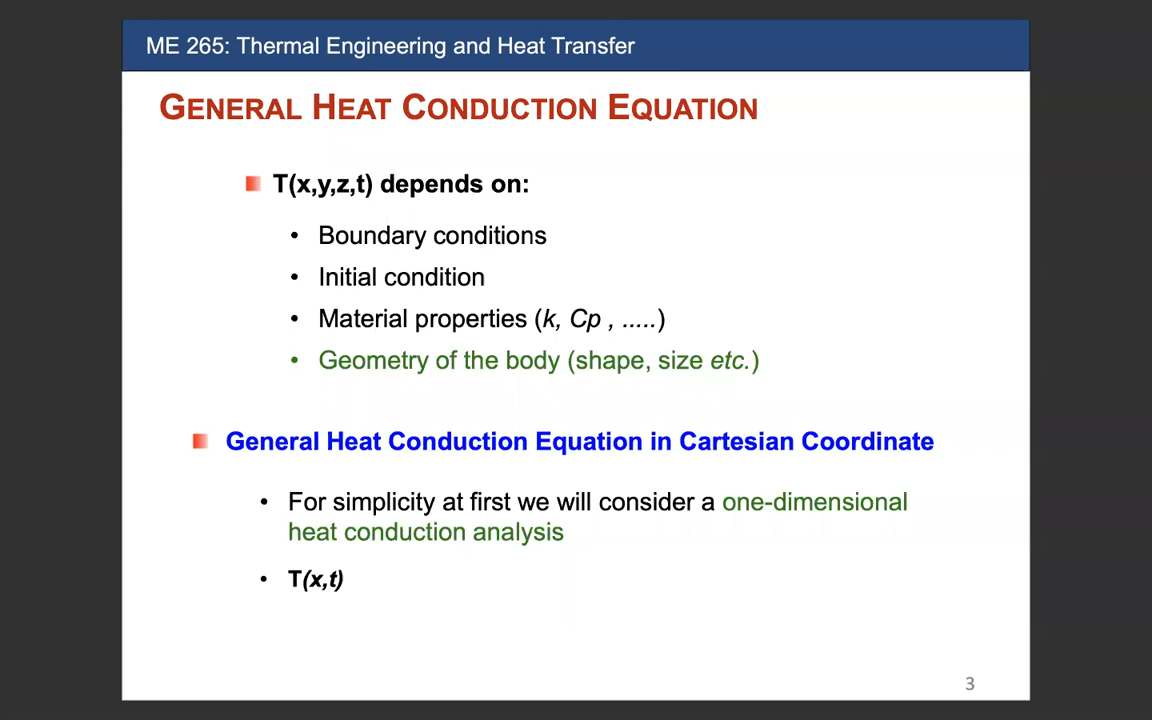 ME 265: Thermal Engineering and Heat Transfer
GENERAL HEAT CONDUCTION EQUATION
T(x,y,z,t) depends on:
• Boundary conditions
• Initial condition
• Material properties (k, Cp , .....)
• Geometry of the body (shape, size etc.)
General Heat Conduction Equation in Cartesian Coordinate
• For simplicity at first we will consider a one-dimensional
heat conduction analysis
• T(x,t)
3